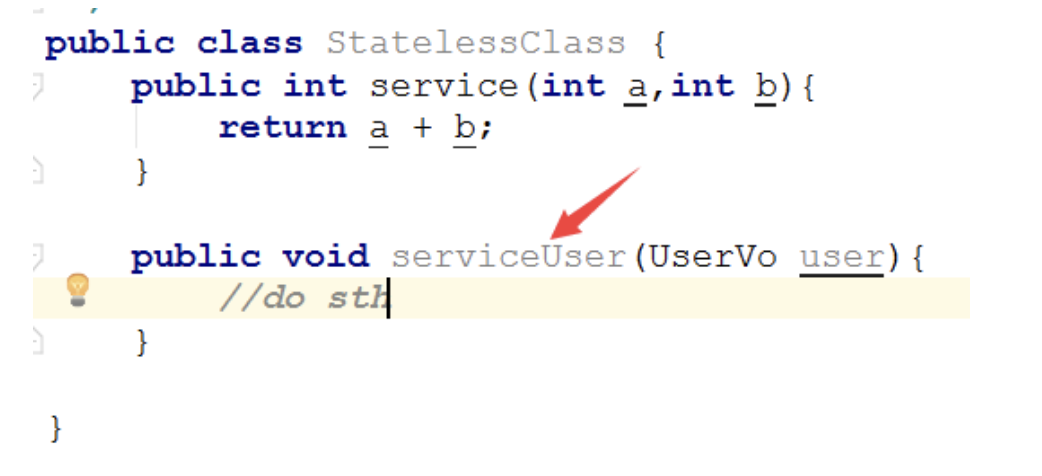 public class StatelessClass {
public int service(int a,int b){
return a + b;
}
public void serviceUser(UserVo user){
//do sth
}
}